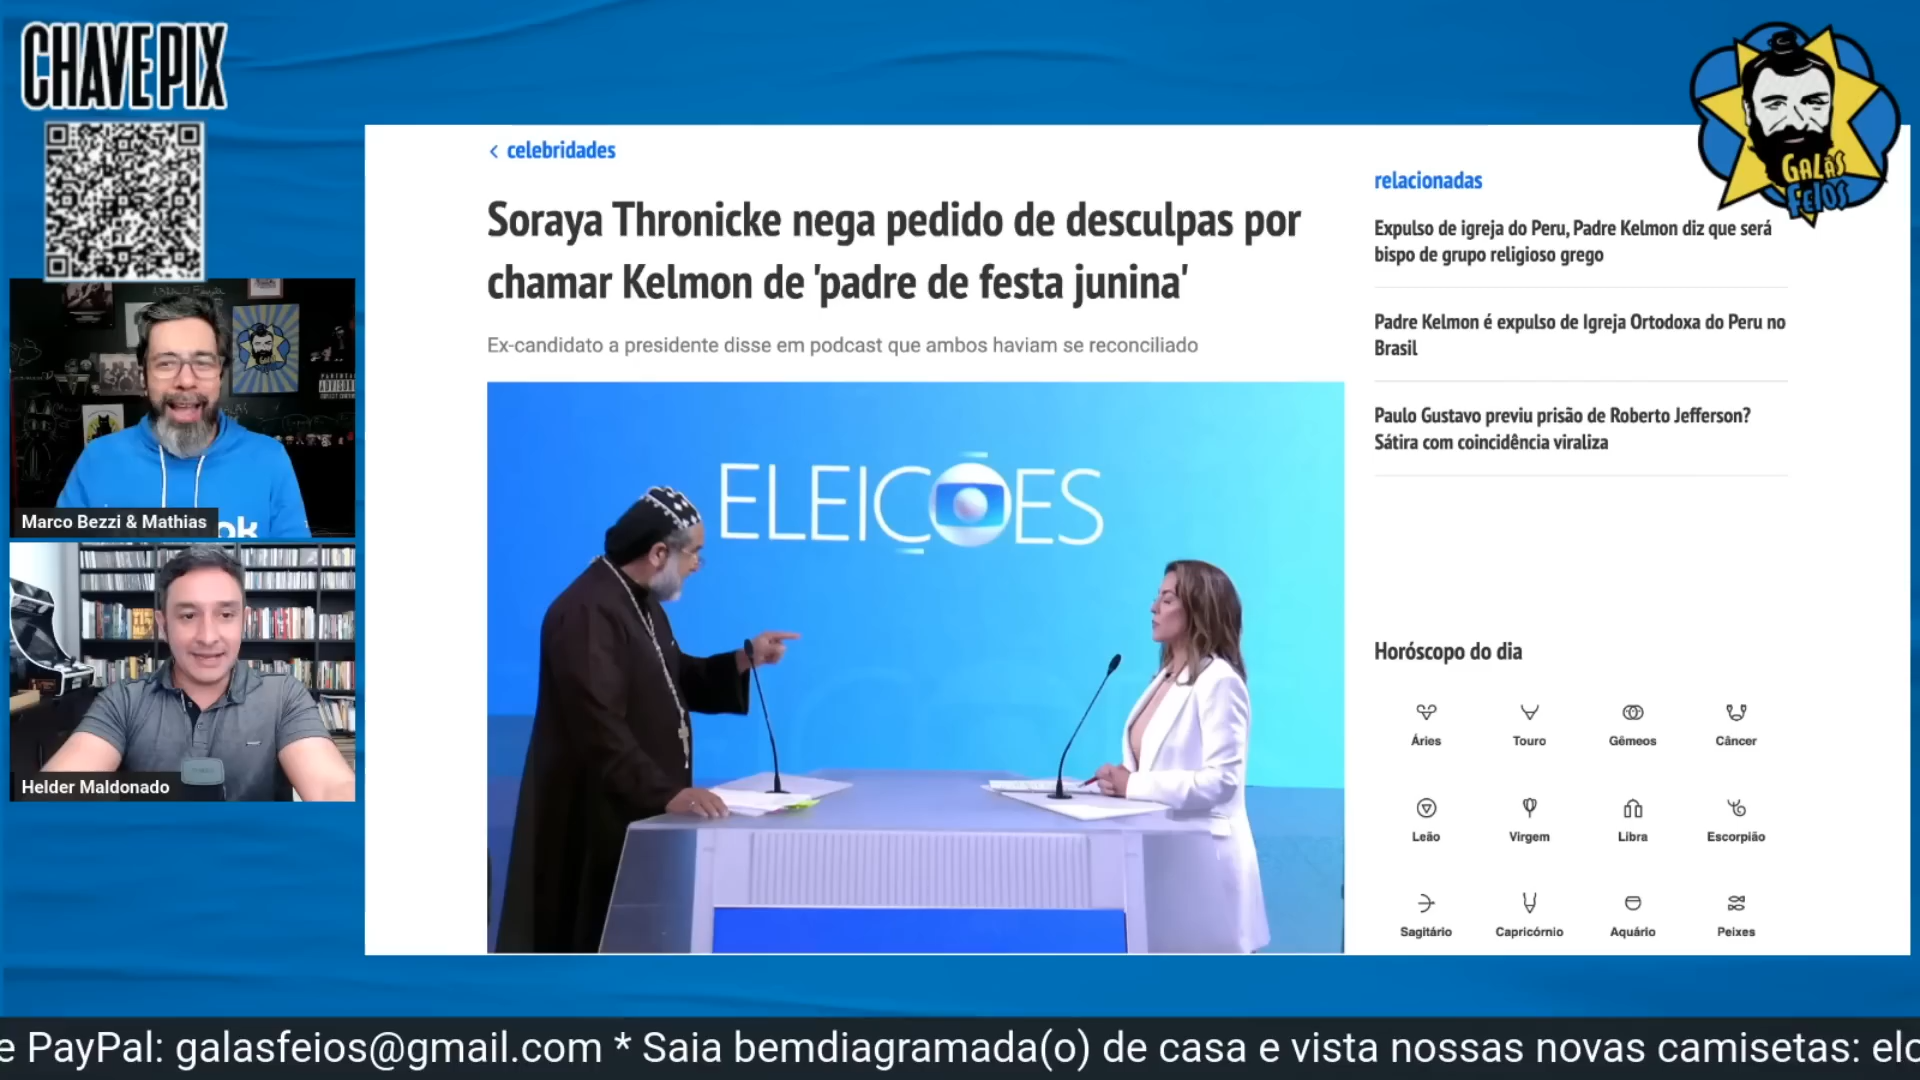 CHAVE PIX
GALÃS
FEIOS
Marco Bezzi & Mathias
Helder Maldonado
< celebridades
Soraya Thronicke nega pedido de desculpas por
chamar Kelmon de 'padre de festa junina'
Ex-candidato a presidente disse em podcast que ambos haviam se reconciliado
ELEIÇÕES
relacionadas
Expulso de igreja do Peru, Padre Kelmon diz que será
bispo de grupo religioso grego
Padre Kelmon é expulso de Igreja Ortodoxa do Peru no
Brasil
Paulo Gustavo previu prisão de Roberto Jefferson?
Sátira com coincidência viraliza
Horóscopo do dia
Áries Touro Gêmeos Câncer
Leão Virgem Libra Escorpião
Sagitário Capricórnio Aquário Peixes
e PayPal: galasfeios@gmail.com * Saia bemdiagramada(o) de casa e vista nossas novas camisetas: elo